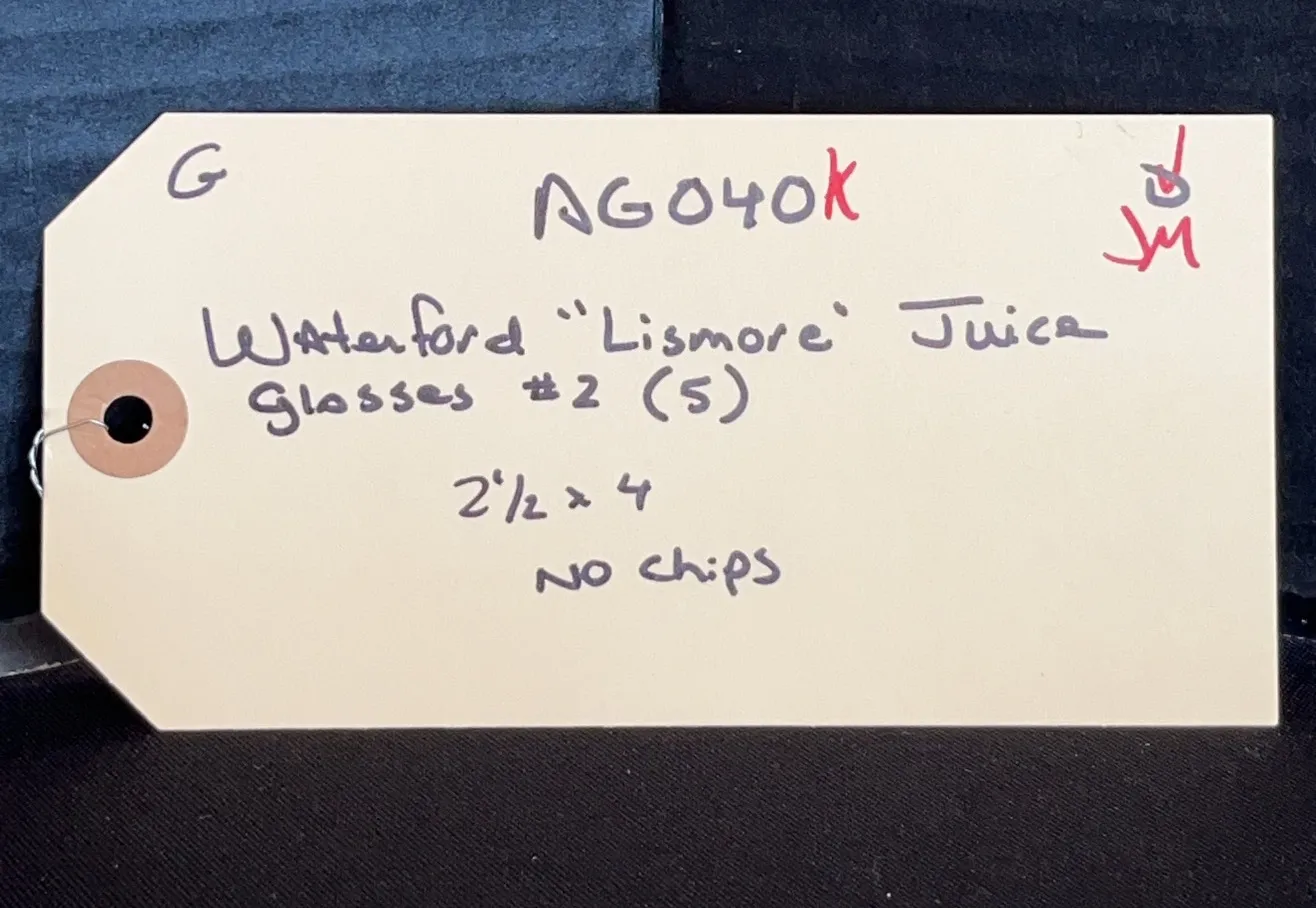 G
AG040K
JM
Waterford "Lismore" Juice
Glasses #2 (5)
2 1/2 x 4
No chips